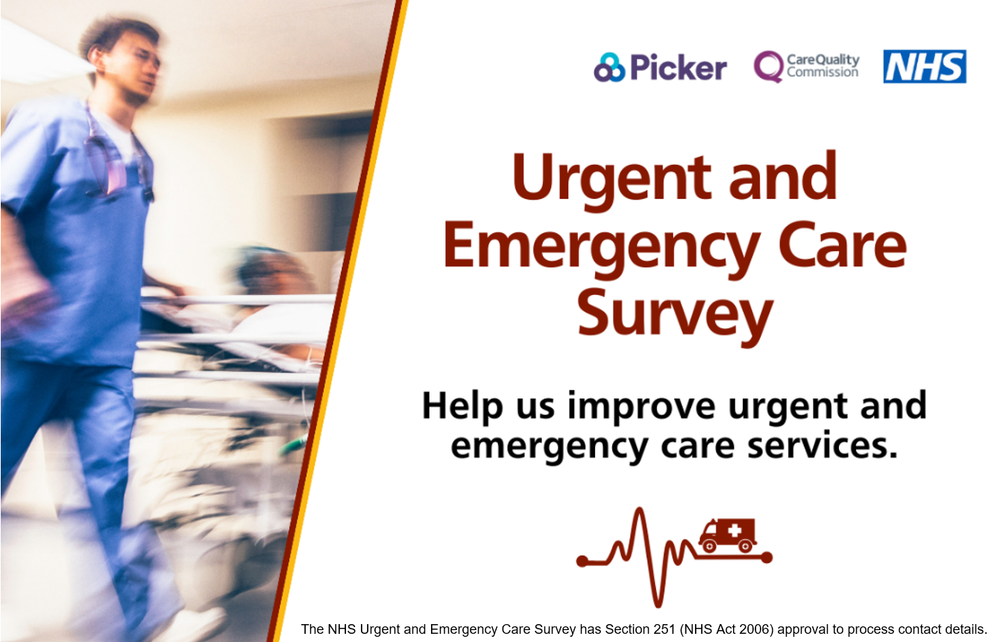 Picker
CareQuality
Commission
NHS
Urgent and
Emergency Care
Survey
Help us improve urgent and
emergency care services.
The NHS Urgent and Emergency Care Survey has Section 251 (NHS Act 2006) approval to process contact details.